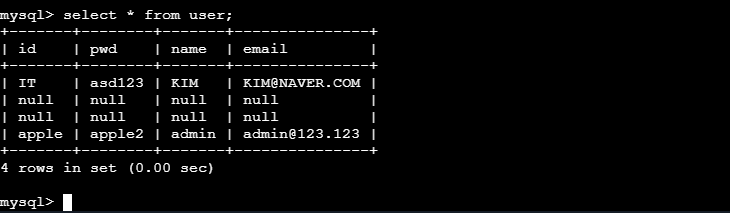 mysql> select * from user;
+-------+--------+-------+---------------+
| id    | pwd    | name  | email         |
+-------+--------+-------+---------------+
| IT    | asd123 | KIM   | KIM@NAVER.COM |
| null  | null   | null  | null          |
| null  | null   | null  | null          |
| apple | apple2 | admin | admin@123.123 |
+-------+--------+-------+---------------+
4 rows in set (0.00 sec)
mysql>